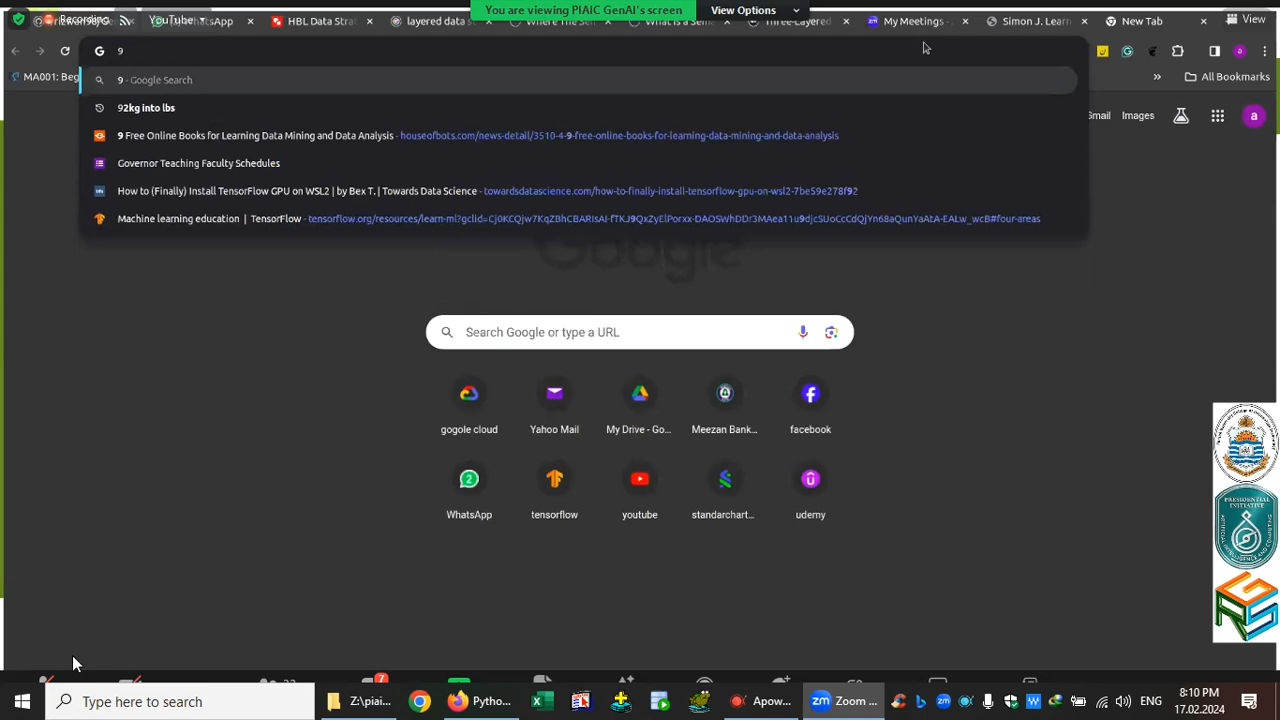 You are viewing PIAIC GenAI's screen
View Options
Recording
YouTube
WhatsApp
HBL Data Strat
layered data s
Where The Sen
What is a Sem
Three-Layered
My Meetings -
Simon J. Learn
New Tab
View
9
MA001: Beg
All Bookmarks
9 - Google Search
92kg into lbs
9 Free Online Books for Learning Data Mining and Data Analysis - houseofbots.com/news-detail/3510-4-9-free-online-books-for-learning-data-mining-and-data-analysis
Governor Teaching Faculty Schedules
How to (Finally) Install TensorFlow GPU on WSL2 | by Bex T. | Towards Data Science - towardsdatascience.com/how-to-finally-install-tensorflow-gpu-on-wsl2-7be59e278f92
Machine learning education | TensorFlow -
Gmail
Images
a
Google
Search Google or type a URL
gogole cloud
Yahoo Mail
My Drive - Go...
Meezan Bank...
facebook
WhatsApp
tensorflow
youtube
standarchart...
udemy
7
Type here to search
Z:\piai...
Python...
Apow...
Zoom ...
ENG
8:10 PM
17.02.2024